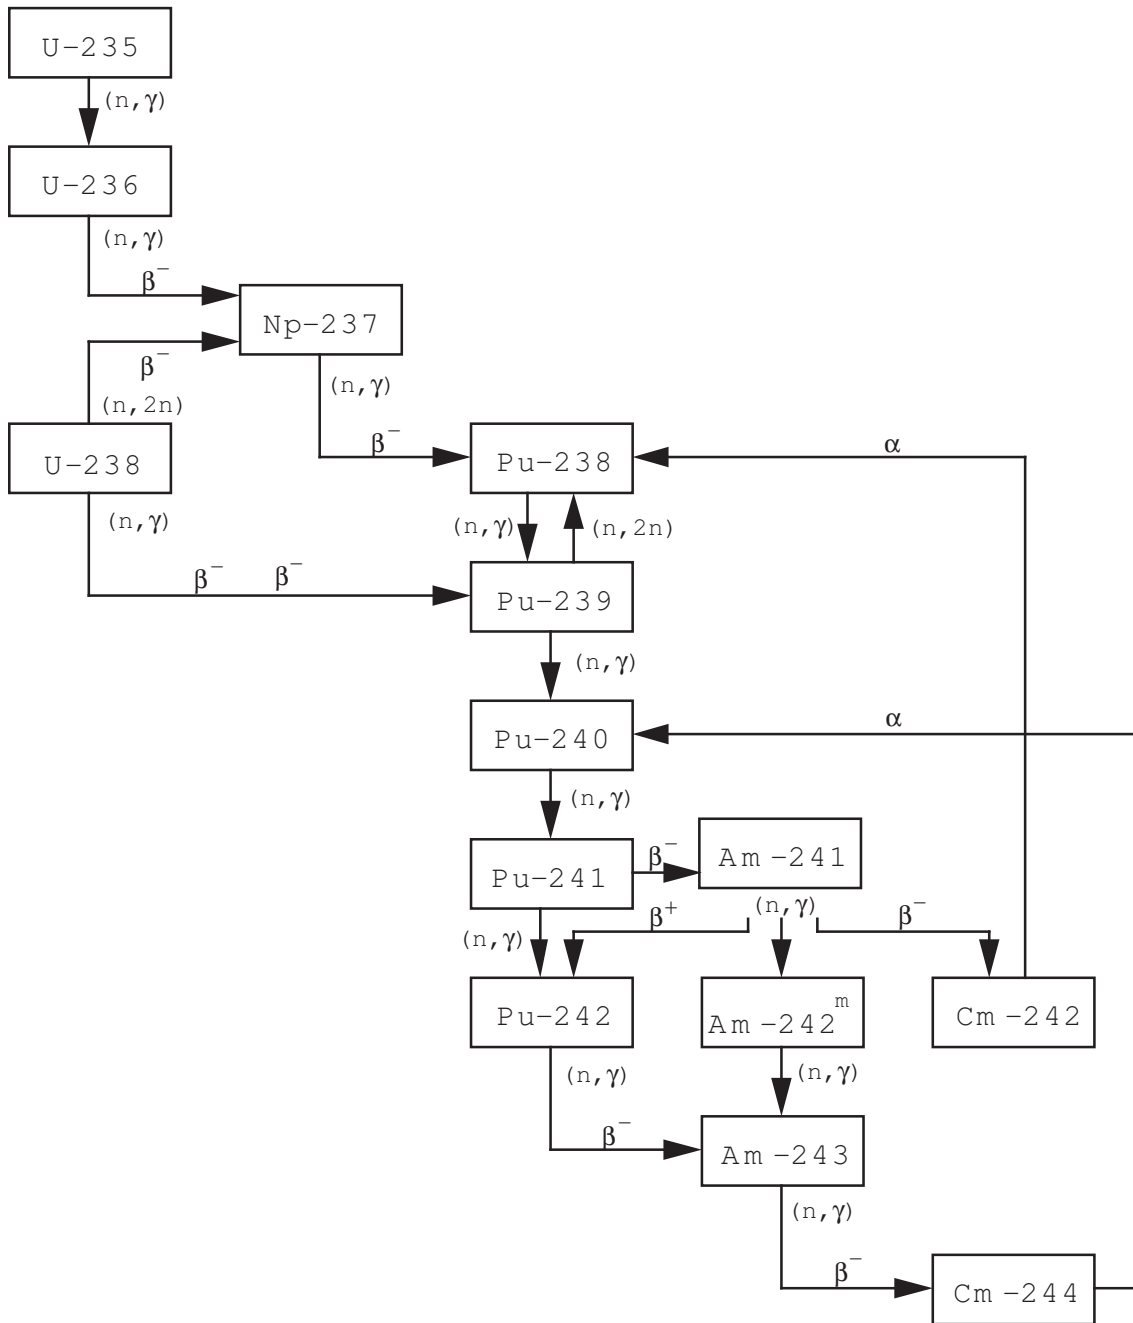 U-235
(n,γ)
U-236
(n,γ)
β⁻
Np-237
β⁻
(n,γ)
(n,2n)
U-238
β⁻
Pu-238
α
(n,γ)
(n,γ)
(n,2n)
β⁻ β⁻
Pu-239
(n,γ)
Pu-240
α
(n,γ)
Pu-241
β⁻
Am-241
(n,γ)
β⁺
(n,γ)
β⁻
Pu-242
Am-242ᵐ
Cm-242
(n,γ)
(n,γ)
β⁻
Am-243
(n,γ)
β⁻
Cm-244